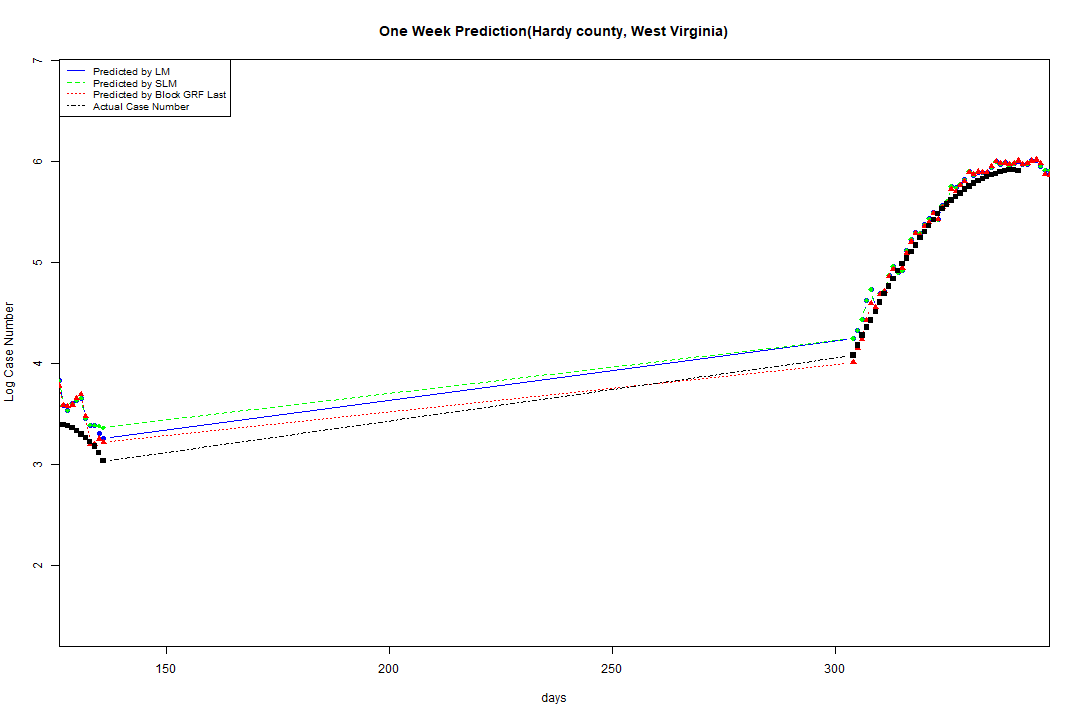 One Week Prediction(Hardy county, West Virginia)
Predicted by LM
Predicted by SLM
Predicted by Block GRF Last
Actual Case Number
7
6
5
4
3
2
Log Case Number
150 200 250 300
days